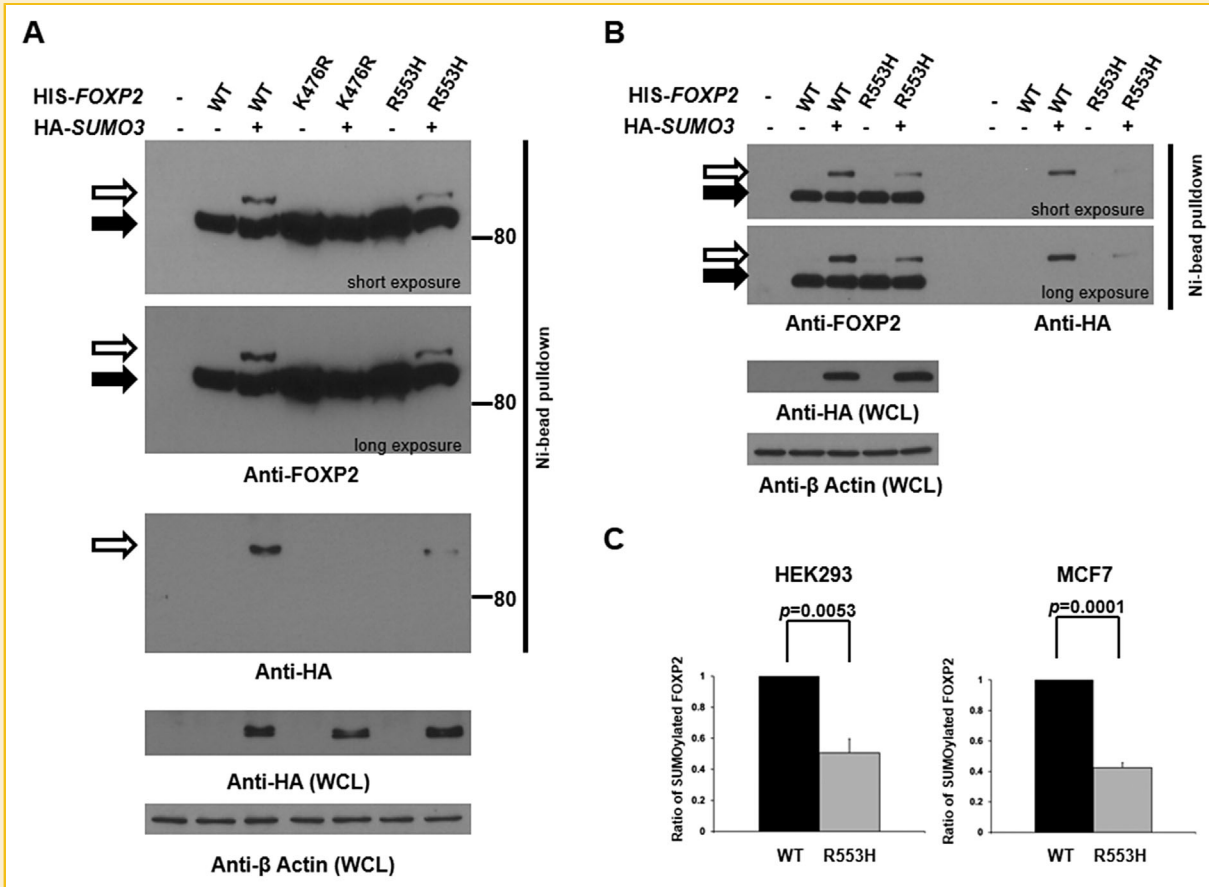 A
HIS-FOXP2 - WT WT K476R K476R R553H R553H
HA-SUMO3 - - + - + - +
80
short exposure
80
long exposure
Anti-FOXP2
80
Anti-HA
Ni-bead pulldown
Anti-HA (WCL)
Anti-β Actin (WCL)
B
HIS-FOXP2 - WT WT R553H R553H - WT WT R553H R553H
HA-SUMO3 - - + - + - - + - +
short exposure
long exposure
Anti-FOXP2 Anti-HA
Ni-bead pulldown
Anti-HA (WCL)
Anti-β Actin (WCL)
C
HEK293
p=0.0053
Ratio of SUMOylated FOXP2
1
0.8
0.6
0.4
0.2
0
WT R553H
MCF7
p=0.0001
Ratio of SUMOylated FOXP2
1
0.8
0.6
0.4
0.2
0
WT R553H